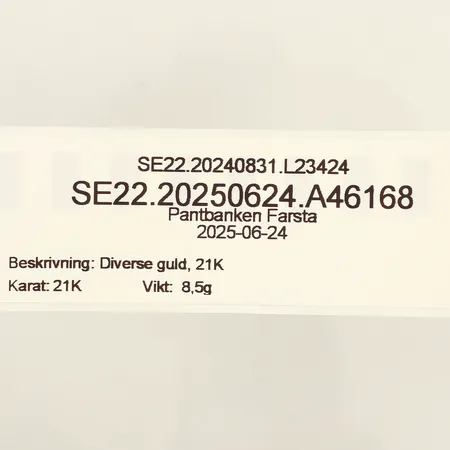 SE22.20240831.L23424
SE22.20250624.A46168
Pantbanken Farsta
2025-06-24
Beskrivning: Diverse guld, 21K
Karat: 21K Vikt: 8,5g